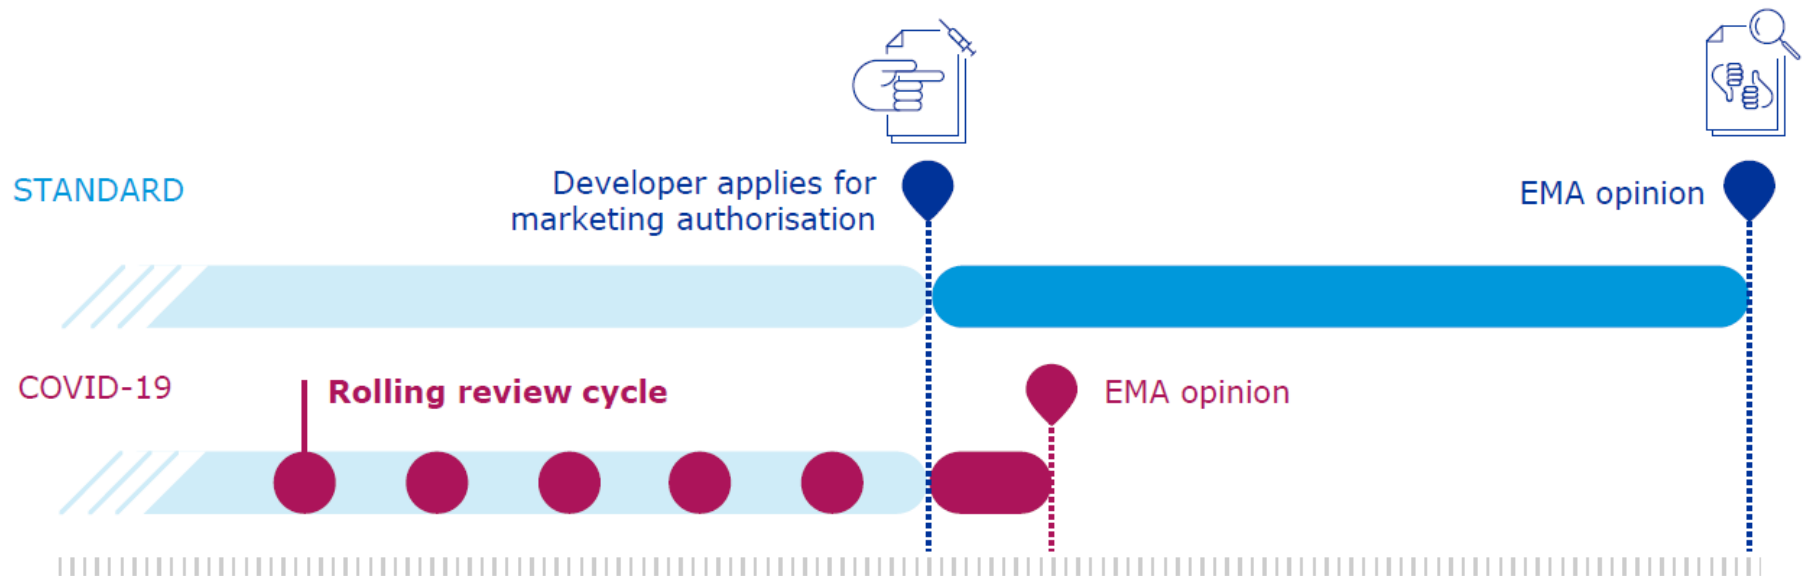 STANDARD
Developer applies for
marketing authorisation
EMA opinion
COVID-19
Rolling review cycle
EMA opinion